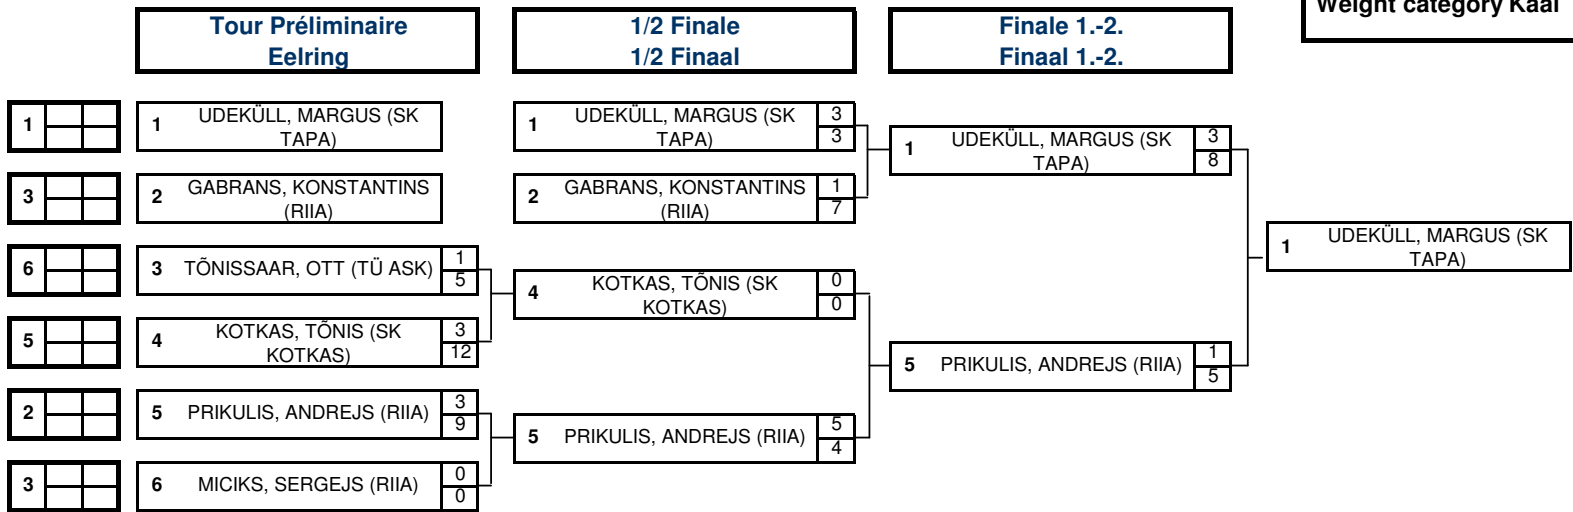 Weight category Kaal
Tour Préliminaire
Eelring
1/2 Finale
1/2 Finaal
Finale 1.-2.
Finaal 1.-2.
1
1
UDEKÜLL, MARGUS (SK
TAPA)
3
2
GABRANS, KONSTANTINS
(RIIA)
6
3
TÕNISSAAR, OTT (TÜ ASK)
1
5
5
4
KOTKAS, TÕNIS (SK
KOTKAS)
3
12
2
5
PRIKULIS, ANDREJS (RIIA)
3
9
3
6
MICIKS, SERGEJS (RIIA)
0
0
1
UDEKÜLL, MARGUS (SK
TAPA)
3
3
2
GABRANS, KONSTANTINS
(RIIA)
1
7
4
KOTKAS, TÕNIS (SK
KOTKAS)
0
0
5
PRIKULIS, ANDREJS (RIIA)
5
4
1
UDEKÜLL, MARGUS (SK
TAPA)
3
8
5
PRIKULIS, ANDREJS (RIIA)
1
5
1
UDEKÜLL, MARGUS (SK
TAPA)